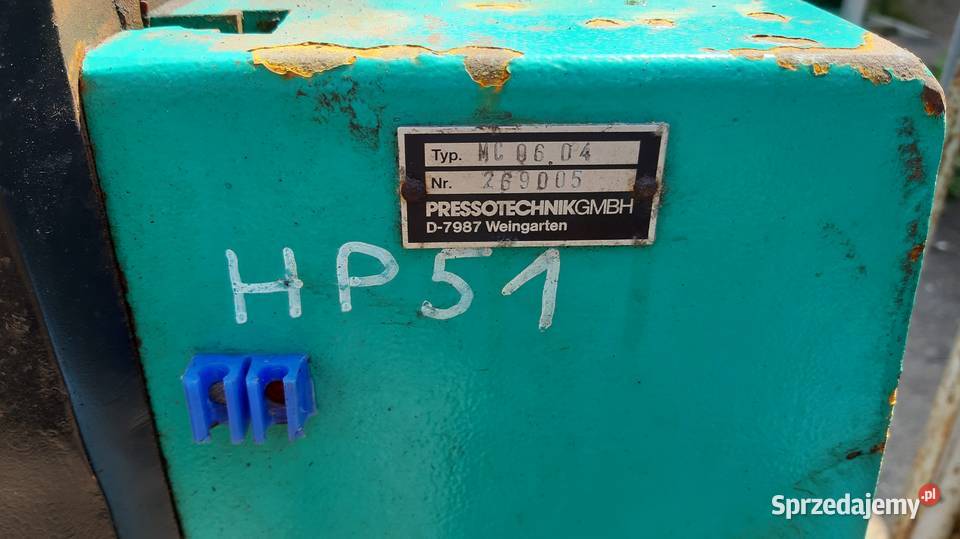 Typ. MC 06.04
Nr. 269005
PRESSOTECHNIKGMBH
D-7987 Weingarten
HP51
Sprzedajemy.pl